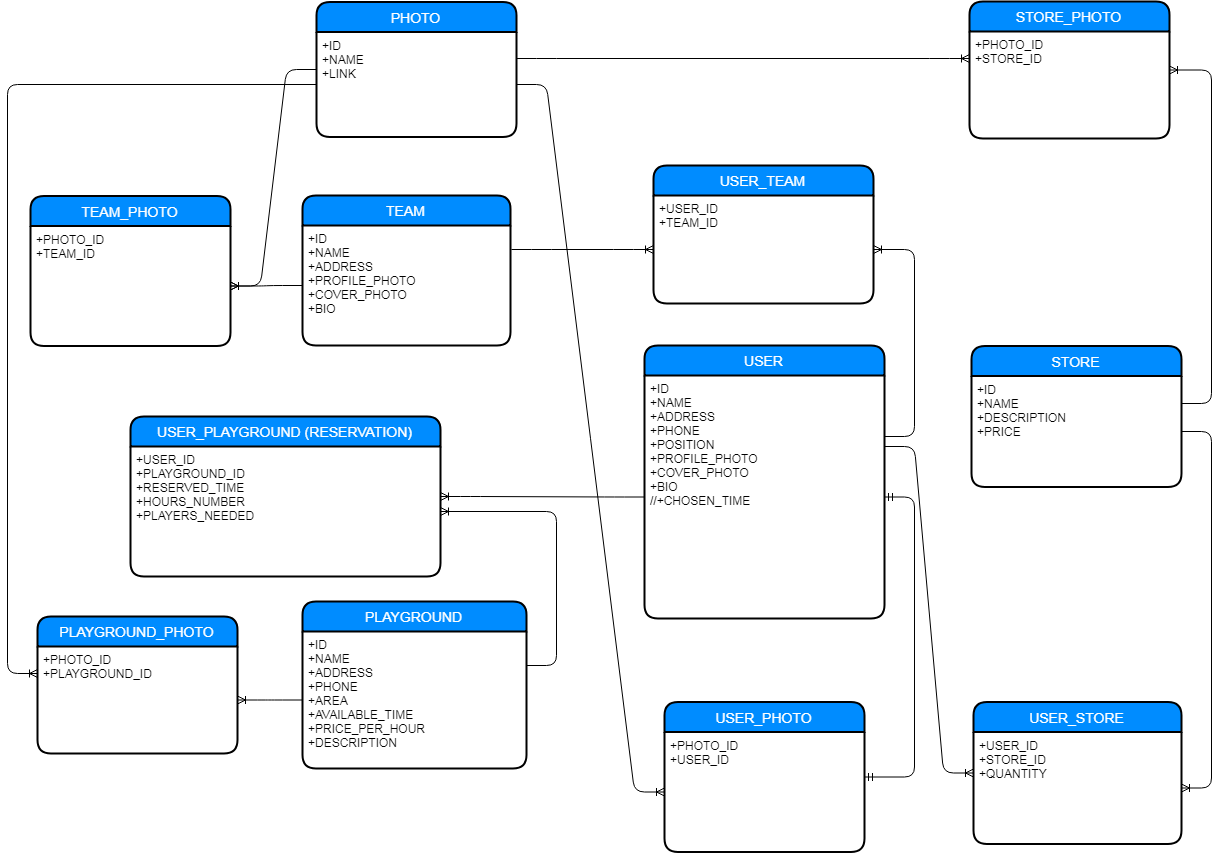 PHOTO
+ID
+NAME
+LINK
STORE_PHOTO
+PHOTO_ID
+STORE_ID
TEAM_PHOTO
+PHOTO_ID
+TEAM_ID
TEAM
+ID
+NAME
+ADDRESS
+PROFILE_PHOTO
+COVER_PHOTO
+BIO
USER_TEAM
+USER_ID
+TEAM_ID
USER
+ID
+NAME
+ADDRESS
+PHONE
+POSITION
+PROFILE_PHOTO
+COVER_PHOTO
+BIO
//+CHOSEN_TIME
STORE
+ID
+NAME
+DESCRIPTION
+PRICE
USER_PLAYGROUND (RESERVATION)
+USER_ID
+PLAYGROUND_ID
+RESERVED_TIME
+HOURS_NUMBER
+PLAYERS_NEEDED
PLAYGROUND_PHOTO
+PHOTO_ID
+PLAYGROUND_ID
PLAYGROUND
+ID
+NAME
+ADDRESS
+PHONE
+AREA
+AVAILABLE_TIME
+PRICE_PER_HOUR
+DESCRIPTION
USER_PHOTO
+PHOTO_ID
+USER_ID
USER_STORE
+USER_ID
+STORE_ID
+QUANTITY